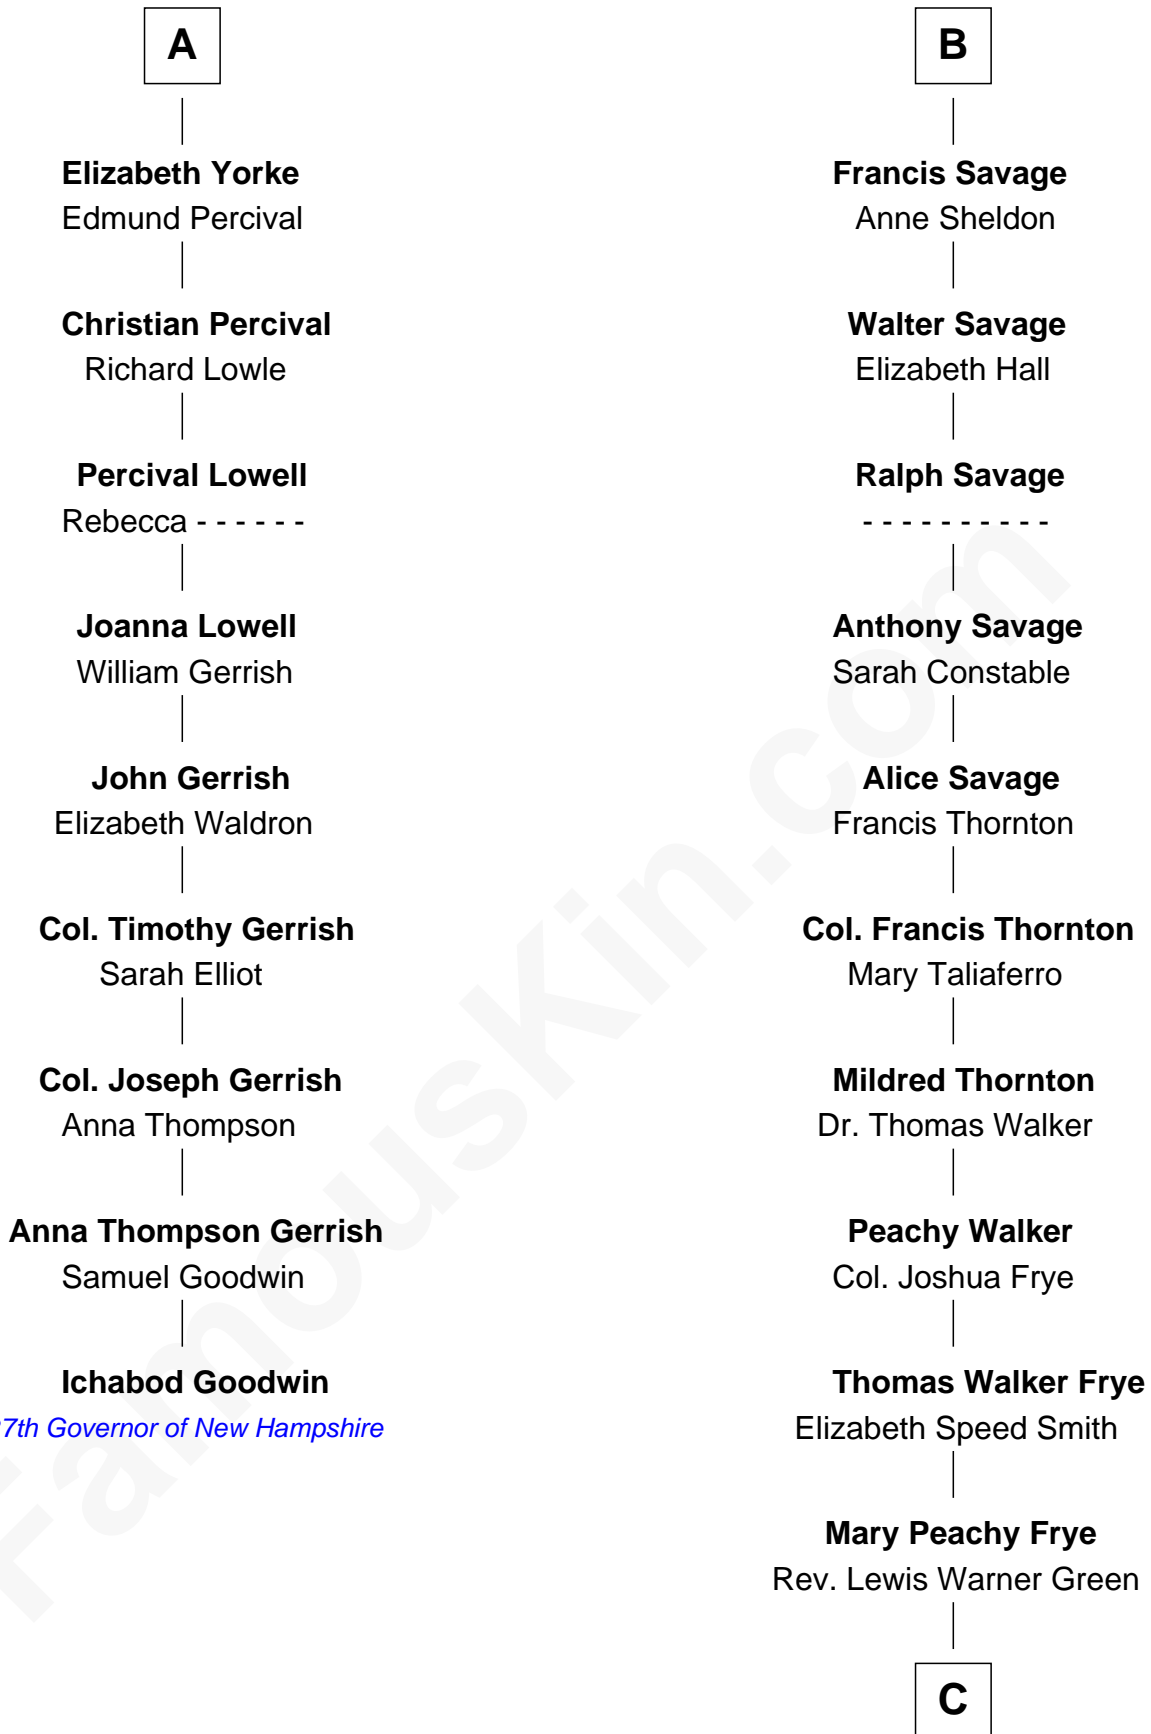 A
Elizabeth Yorke
Edmund Percival
Christian Percival
Richard Lowle
Percival Lowell
Rebecca - - - - - -
Joanna Lowell
William Gerrish
John Gerrish
Elizabeth Waldron
Col. Timothy Gerrish
Sarah Elliot
Col. Joseph Gerrish
Anna Thompson
Anna Thompson Gerrish
Samuel Goodwin
Ichabod Goodwin
7th Governor of New Hampshire
B
Francis Savage
Anne Sheldon
Walter Savage
Elizabeth Hall
Ralph Savage
- - - - - - - - - -
Anthony Savage
Sarah Constable
Alice Savage
Francis Thornton
Col. Francis Thornton
Mary Taliaferro
Mildred Thornton
Dr. Thomas Walker
Peachy Walker
Col. Joshua Frye
Thomas Walker Frye
Elizabeth Speed Smith
Mary Peachy Frye
Rev. Lewis Warner Green
C
FamousKin.com